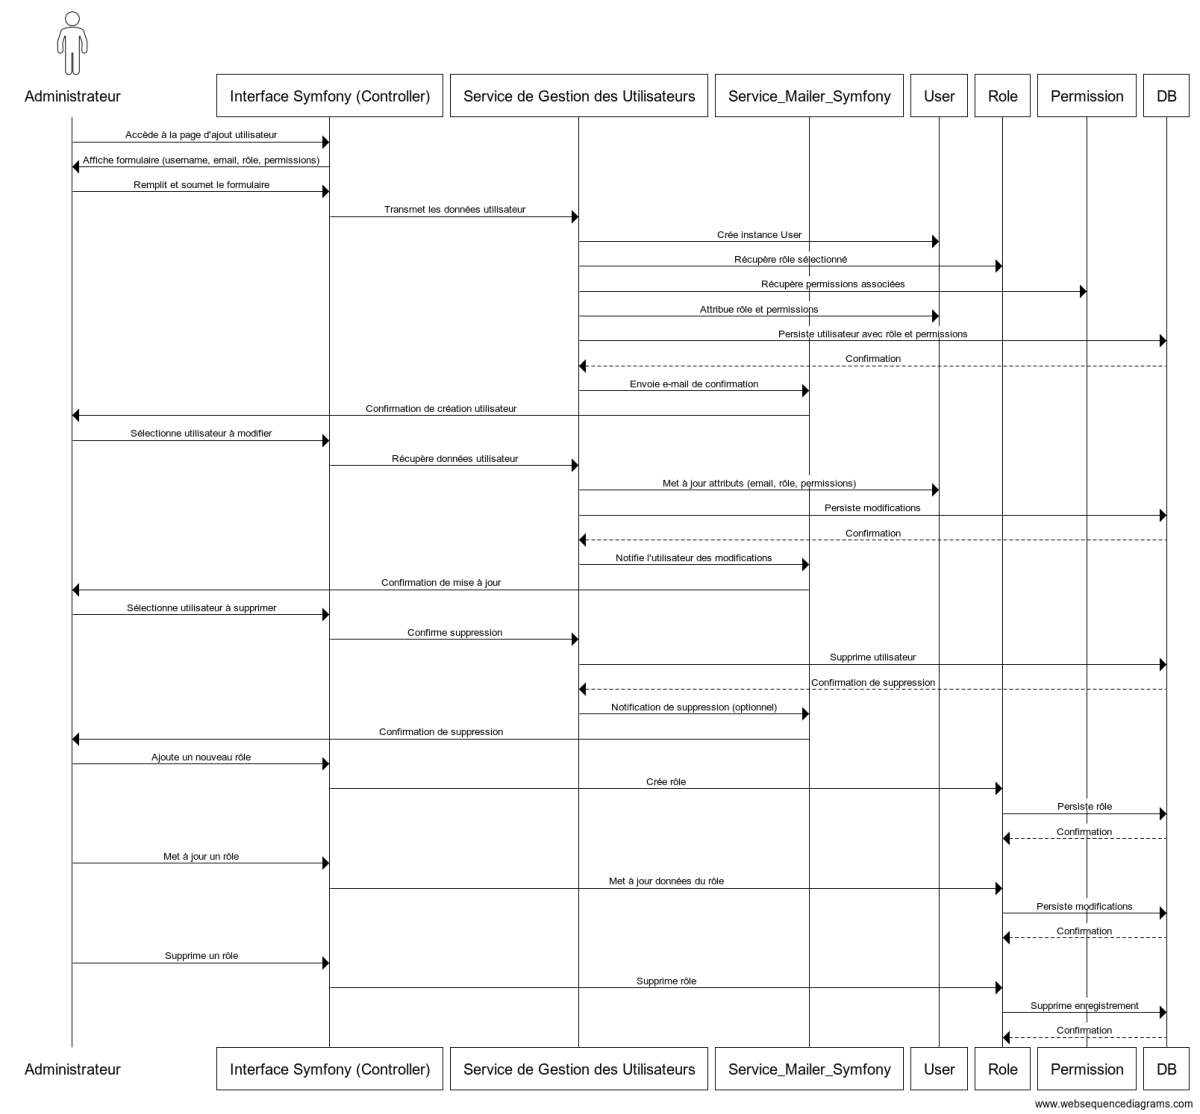 Administrateur
Interface Symfony (Controller)
Service de Gestion des Utilisateurs
Service_Mailer_Symfony
User
Role
Permission
DB
Accède à la page d'ajout utilisateur
Affiche formulaire (username, email, rôle, permissions)
Remplit et soumet le formulaire
Transmet les données utilisateur
Crée instance User
Récupère rôle sélectionné
Récupère permissions associées
Attribue rôle et permissions
Persiste utilisateur avec rôle et permissions
Confirmation
Envoie e-mail de confirmation
Confirmation de création utilisateur
Sélectionne utilisateur à modifier
Récupère données utilisateur
Met à jour attributs (email, rôle, permissions)
Persiste modifications
Confirmation
Notifie l'utilisateur des modifications
Confirmation de mise à jour
Sélectionne utilisateur à supprimer
Confirme suppression
Supprime utilisateur
Confirmation de suppression
Notification de suppression (optionnel)
Confirmation de suppression
Ajoute un nouveau rôle
Crée rôle
Persiste rôle
Confirmation
Met à jour un rôle
Met à jour données du rôle
Persiste modifications
Confirmation
Supprime un rôle
Supprime rôle
Supprime enregistrement
Confirmation
Administrateur
Interface Symfony (Controller)
Service de Gestion des Utilisateurs
Service_Mailer_Symfony
User
Role
Permission
DB
www.websequencediagrams.com